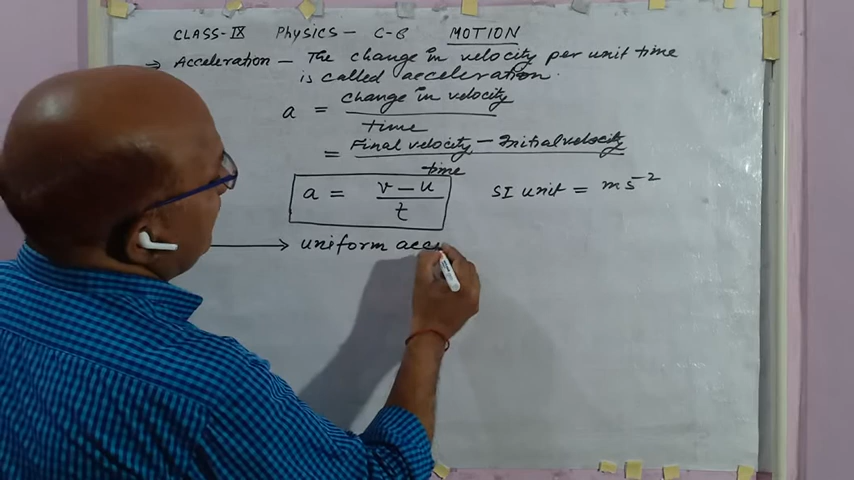 CLASS-IX Physics - C-8 MOTION
→ Acceleration - The change in velocity per unit time
is called acceleration.
a = change in velocity
time
= Final velocity - Initial velocity
time
a = v - u
t
SI unit = ms⁻²
→ uniform acce